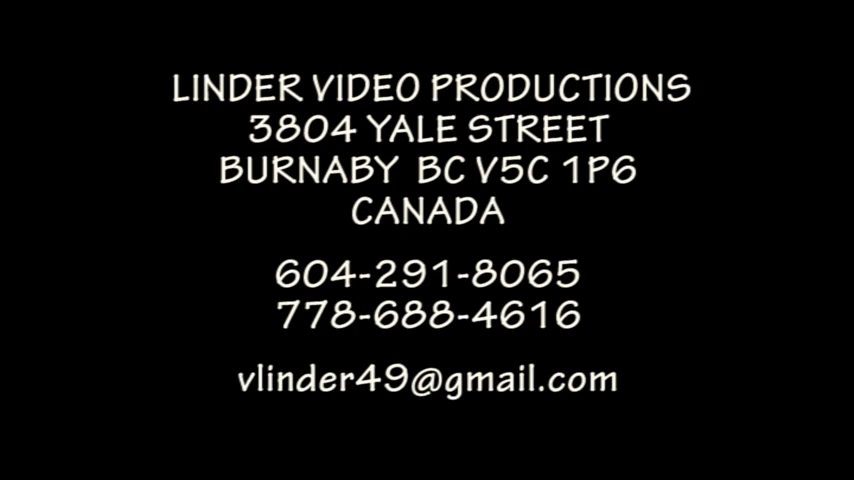 LINDER VIDEO PRODUCTIONS
3804 YALE STREET
BURNABY  BC V5C 1P6
CANADA
604-291-8065
778-688-4616
vlinder49@gmail.com